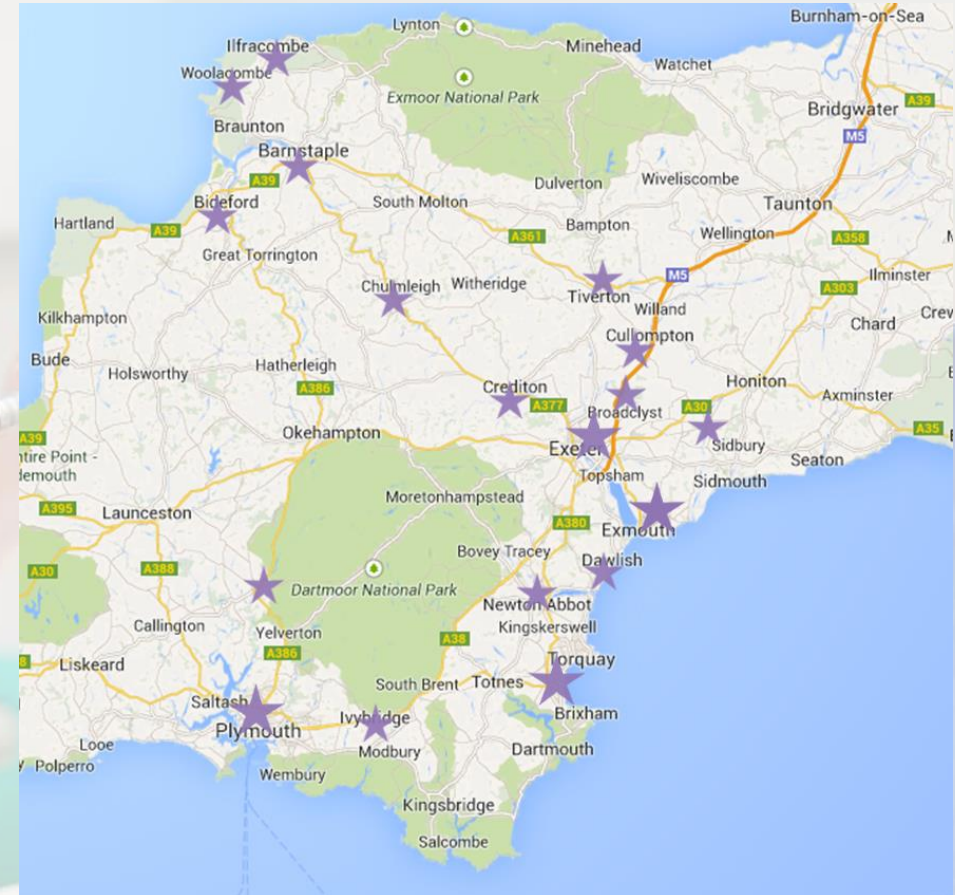 Burnham-on-Sea
Lynton
Ilfracombe
Minehead
Woolacombe
Watchet
Exmoor National Park
A39
Bridgwater
Braunton
M5
Barnstaple
A39
Dulverton
Wiveliscombe
Bideford
South Molton
Taunton
Hartland
A39
Bampton
A361
Wellington
A358
Great Torrington
M5
Ilminster
Chulmleigh
Witheridge
A303
Tiverton
Willand
Kilkhampton
Chard
Crev
Cullompton
Bude
Hatherleigh
Holsworthy
A386
Crediton
Honiton
Axminster
A377
A30
Broadclyst
A35
Okehampton
A39
Exeter
Sidbury
ntire Point -
demouth
Seaton
Topsham
Sidmouth
Moretonhampstead
A395
Launceston
A380
Exmouth
Bovey Tracey
Dawlish
A30
A388
Dartmoor National Park
Newton Abbot
Callington
Yelverton
Kingskerswell
A38
A386
Liskeard
Torquay
South Brent
Totnes
Saltash
Ivybridge
Brixham
Plymouth
Looe
Modbury
Dartmouth
Polperro
Wembury
Kingsbridge
Salcombe